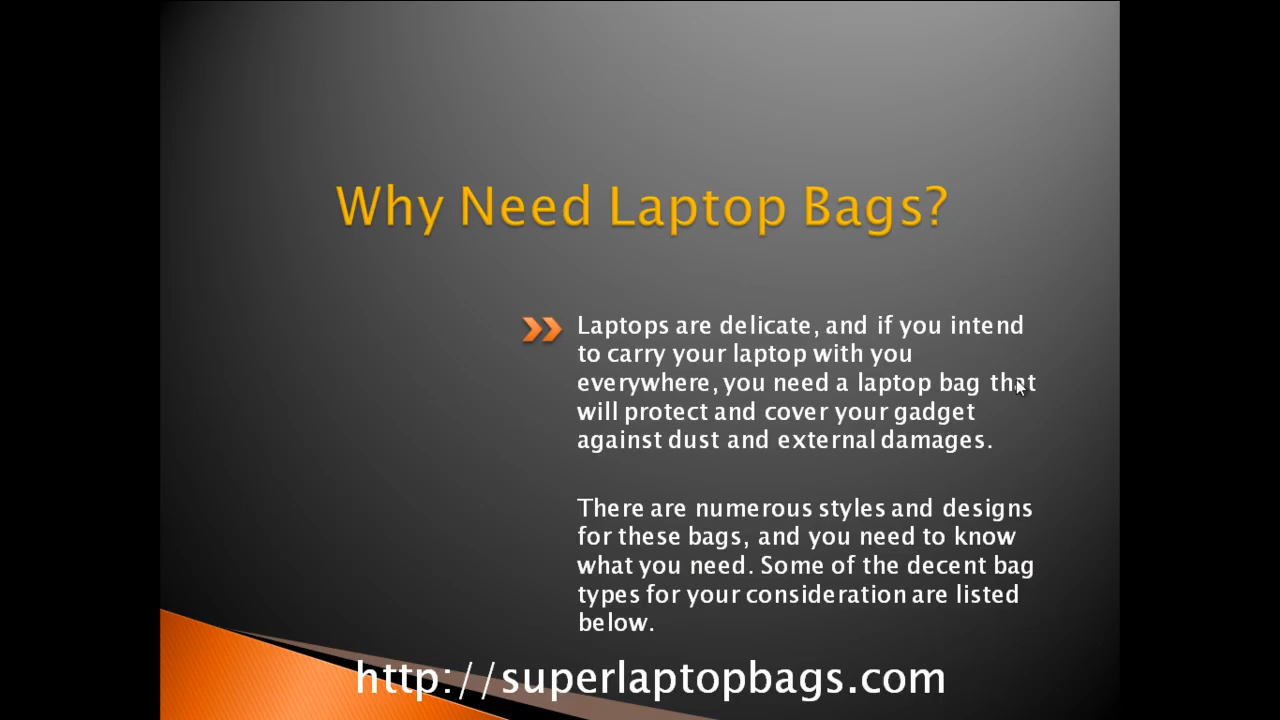 Why Need Laptop Bags?
Laptops are delicate, and if you intend
to carry your laptop with you
everywhere, you need a laptop bag that
will protect and cover your gadget
against dust and external damages.
There are numerous styles and designs
for these bags, and you need to know
what you need. Some of the decent bag
types for your consideration are listed
below.
http://superlaptopbags.com